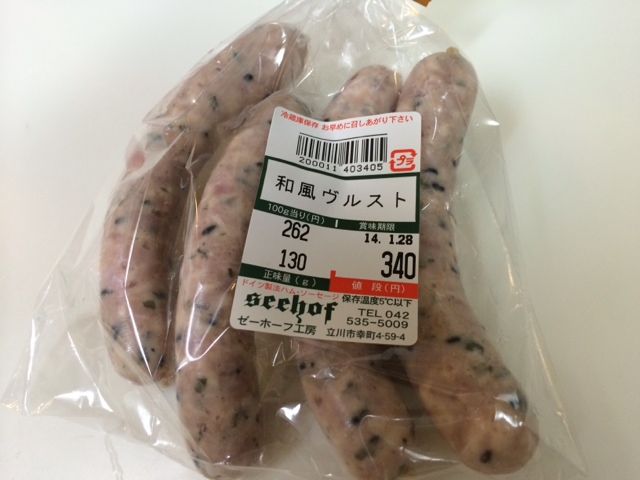 冷蔵庫保存 お早めに召しあがり下さい
200011 403405
プラ
和風ヴルスト
100g当り(円) 賞味期限
262 14. 1.28
130 340
正味量(g) 値段(円)
ドイツ製法ハム・ソーセージ 保存温度5℃以下
seehof TEL 042
535-5009
ゼーホーフ工房 立川市幸町4-59-4